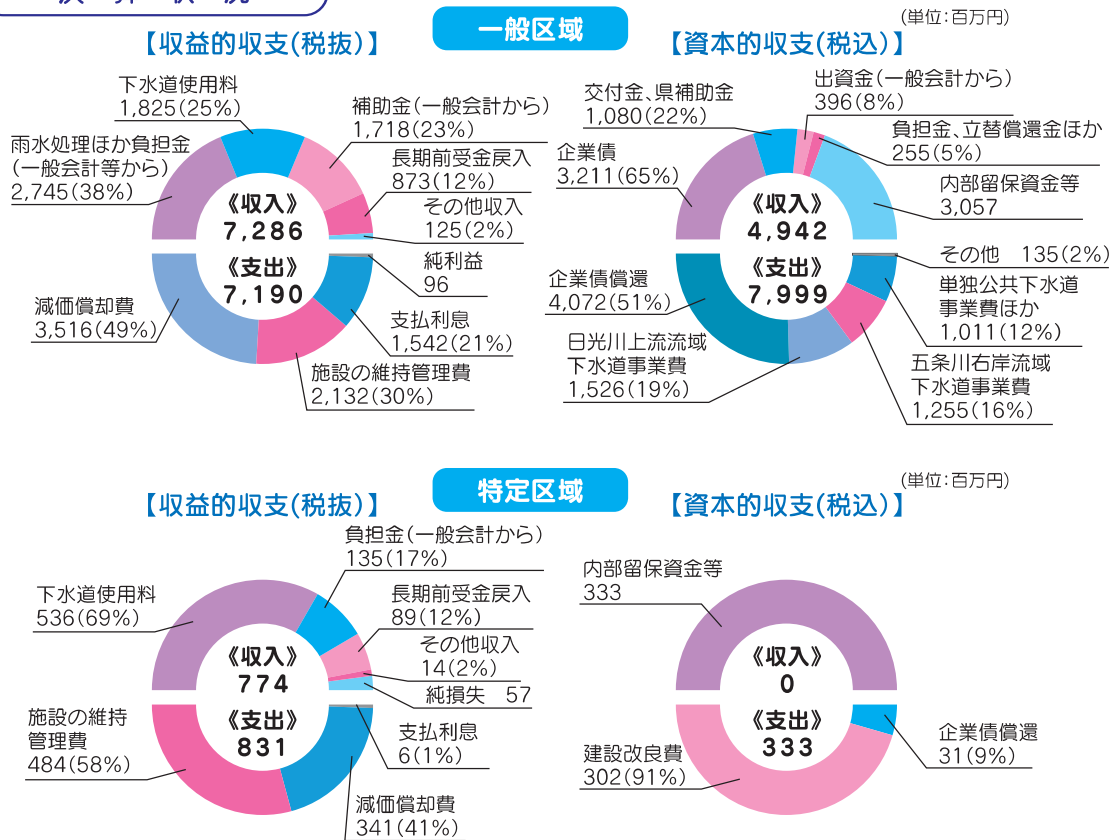 一般区域
(単位:百万円)
【収益的収支(税抜)】
下水道使用料
1,825(25%)
補助金(一般会計から)
1,718(23%)
雨水処理ほか負担金
(一般会計等から)
2,745(38%)
長期前受金戻入
873(12%)
その他収入
125(2%)
《収入》
7,286
《支出》
7,190
純利益
96
減価償却費
3,516(49%)
支払利息
1,542(21%)
施設の維持管理費
2,132(30%)
【資本的収支(税込)】
交付金、県補助金
1,080(22%)
出資金(一般会計から)
396(8%)
負担金、立替償還金ほか
255(5%)
企業債
3,211(65%)
内部留保資金等
3,057
《収入》
4,942
《支出》
7,999
その他 135(2%)
企業債償還
4,072(51%)
単独公共下水道
事業費ほか
1,011(12%)
日光川上流流域
下水道事業費
1,526(19%)
五条川右岸流域
下水道事業費
1,255(16%)
特定区域
(単位:百万円)
【収益的収支(税抜)】
負担金(一般会計から)
135(17%)
下水道使用料
536(69%)
長期前受金戻入
89(12%)
その他収入
14(2%)
純損失 57
《収入》
774
《支出》
831
施設の維持
管理費
484(58%)
支払利息
6(1%)
減価償却費
341(41%)
【資本的収支(税込)】
内部留保資金等
333
《収入》
0
《支出》
333
建設改良費
302(91%)
企業債償還
31(9%)